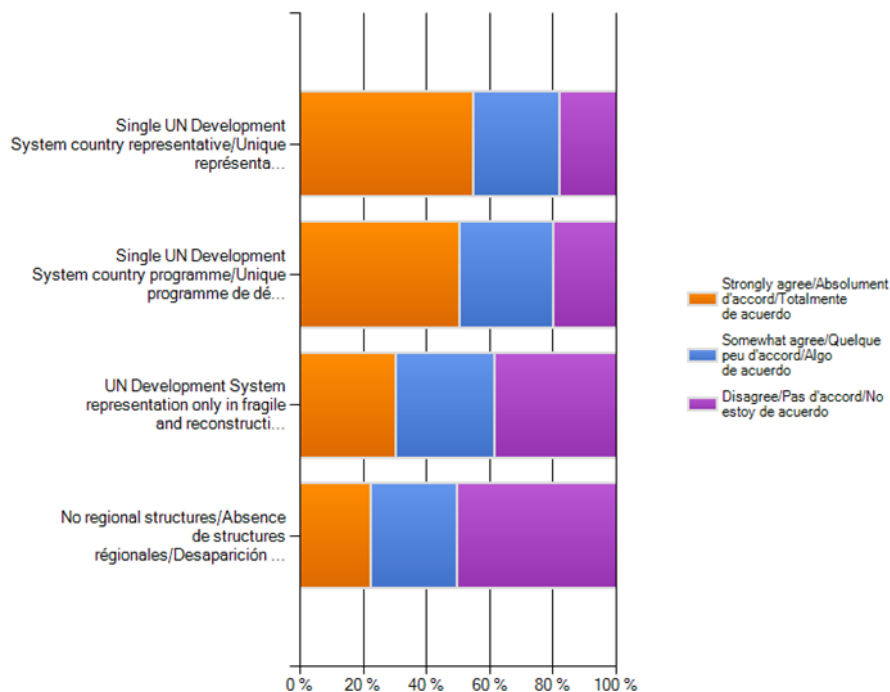 Single UN Development
System country representative/Unique
représenta...
Single UN Development
System country programme/Unique
programme de dé...
UN Development System
representation only in fragile
and reconstructi...
No regional structures/Absence
de structures
régionales/Desaparición ...
0 % 20 % 40 % 60 % 80 % 100 %
Strongly agree/Absolument
d'accord/Totalmente
de acuerdo
Somewhat agree/Quelque
peu d'accord/Algo
de acuerdo
Disagree/Pas d'accord/No
estoy de acuerdo